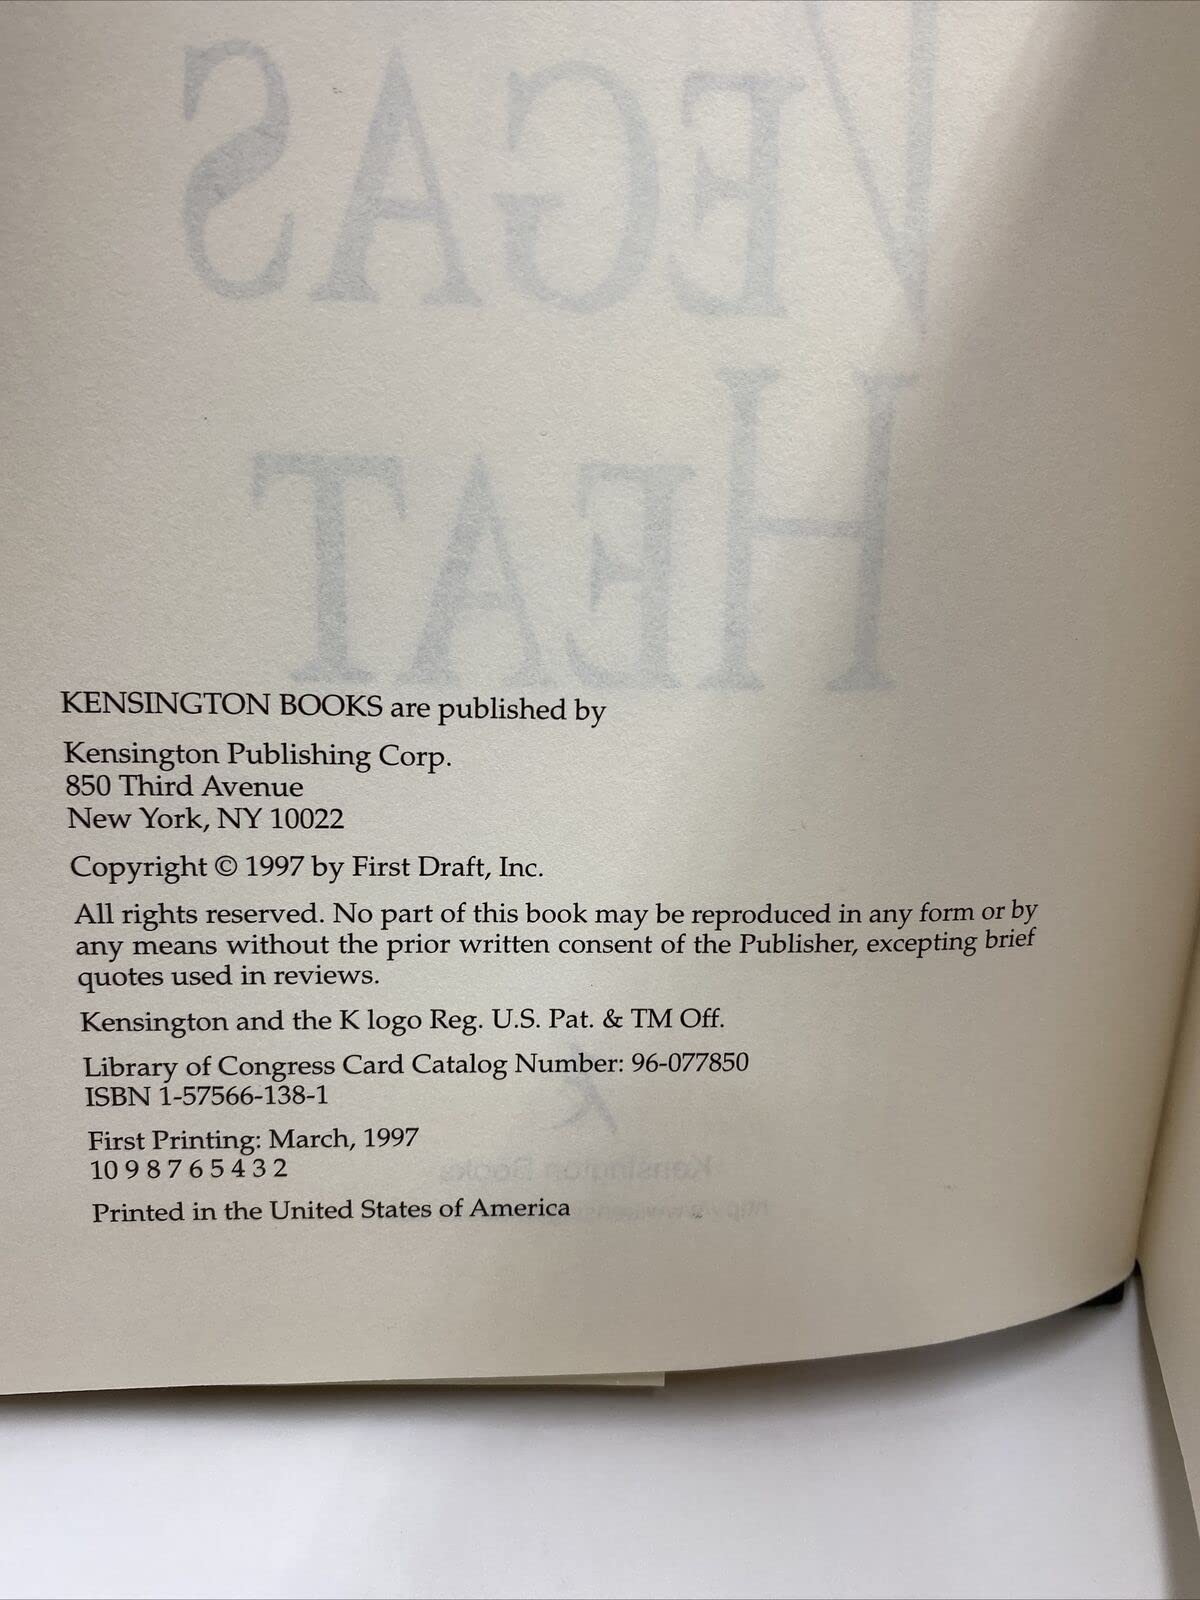 VEGAS
HEAT
KENSINGTON BOOKS are published by
Kensington Publishing Corp.
850 Third Avenue
New York, NY 10022
Copyright © 1997 by First Draft, Inc.
All rights reserved. No part of this book may be reproduced in any form or by
any means without the prior written consent of the Publisher, excepting brief
quotes used in reviews.
Kensington and the K logo Reg. U.S. Pat. & TM Off.
Library of Congress Card Catalog Number: 96-077850
ISBN 1-57566-138-1
First Printing: March, 1997
10 9 8 7 6 5 4 3 2
Kensington Books
Printed in the United States of America